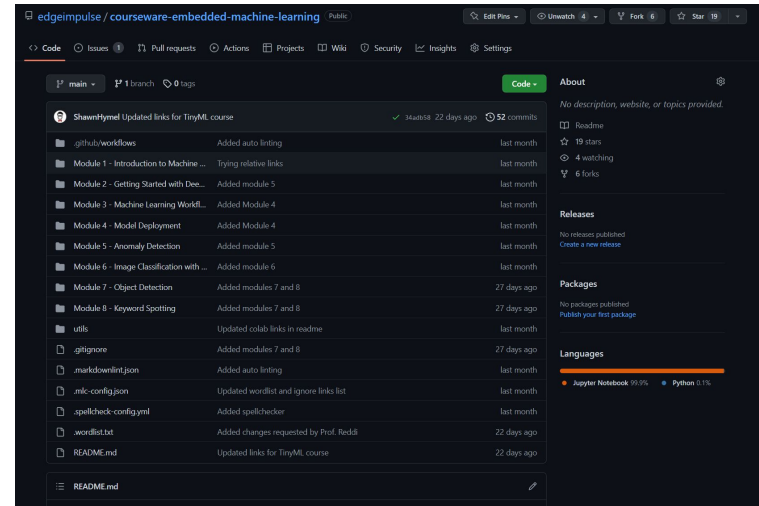 edgeimpulse / courseware-embedded-machine-learning Public
Edit Pins Unwatch 4 Fork 6 Star 19
Code Issues 1 Pull requests Actions Projects Wiki Security Insights Settings
main 1 branch 0 tags Code
ShawnHymel Updated links for TinyML course 34adb58 22 days ago 52 commits
.github/workflows Added auto linting last month
Module 1 - Introduction to Machine ... Trying relative links last month
Module 2 - Getting Started with Dee... Added module 5 last month
Module 3 - Machine Learning Workfl... Added Module 4 last month
Module 4 - Model Deployment Added Module 4 last month
Module 5 - Anomaly Detection Added module 5 last month
Module 6 - Image Classification with ... Added module 6 last month
Module 7 - Object Detection Added modules 7 and 8 27 days ago
Module 8 - Keyword Spotting Added modules 7 and 8 27 days ago
utils Updated colab links in readme last month
.gitignore Added modules 7 and 8 27 days ago
.markdownlint.json Added auto linting last month
.mlc-config.json Updated wordlist and ignore links list last month
.spellcheck-config.yml Added spellchecker last month
.wordlist.txt Added changes requested by Prof. Reddi 22 days ago
README.md Updated links for TinyML course 22 days ago
README.md
About
No description, website, or topics provided.
Readme
19 stars
4 watching
6 forks
Releases
No releases published
Create a new release
Packages
No packages published
Publish your first package
Languages
Jupyter Notebook 99.9% Python 0.1%